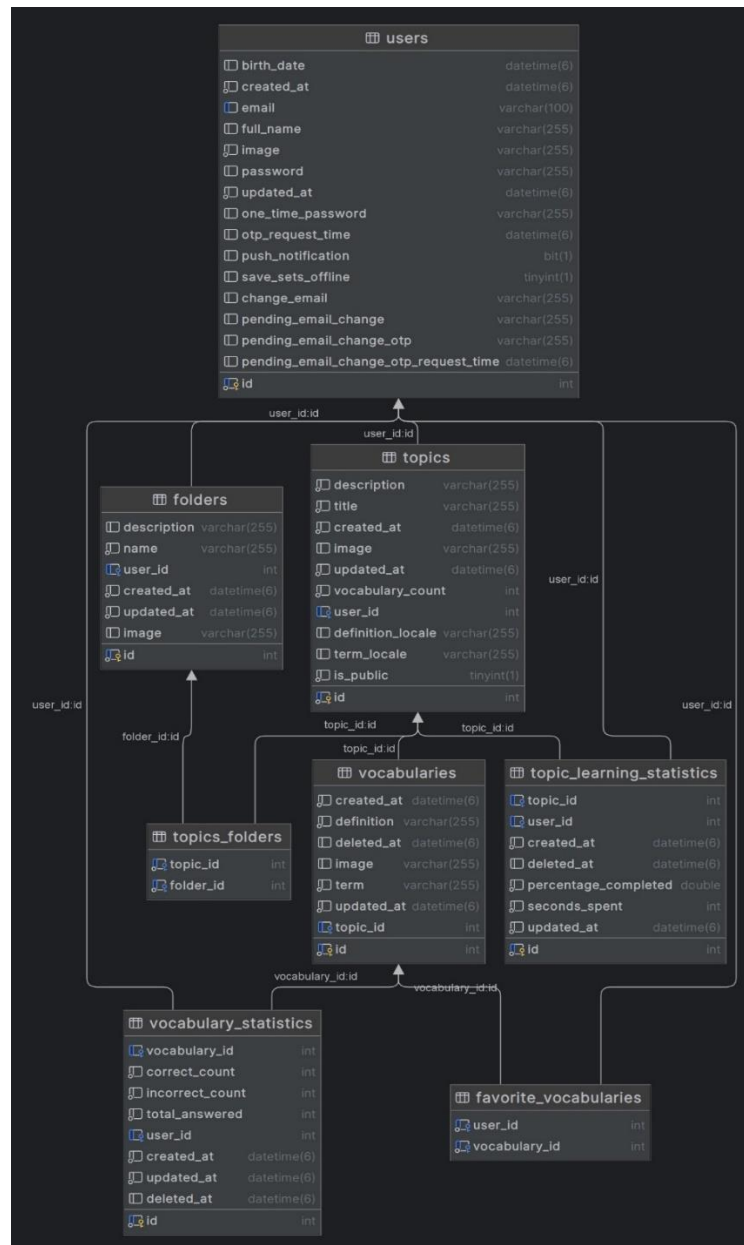 users
birth_date datetime(6)
created_at datetime(6)
email varchar(100)
full_name varchar(255)
image varchar(255)
password varchar(255)
updated_at datetime(6)
one_time_password varchar(255)
otp_request_time datetime(6)
push_notification bit(1)
save_sets_offline tinyint(1)
change_email varchar(255)
pending_email_change varchar(255)
pending_email_change_otp varchar(255)
pending_email_change_otp_request_time datetime(6)
id int
user_id:id
user_id:id
topics
description varchar(255)
title varchar(255)
created_at datetime(6)
image varchar(255)
updated_at datetime(6)
vocabulary_count int
user_id int
definition_locale varchar(255)
term_locale varchar(255)
is_public tinyint(1)
id int
folders
description varchar(255)
name varchar(255)
user_id int
created_at datetime(6)
updated_at datetime(6)
image varchar(255)
id int
user_id:id
user_id:id
user_id:id
folder_id:id
topic_id:id
topic_id:id
topic_id:id
topics_folders
topic_id int
folder_id int
vocabularies
created_at datetime(6)
definition varchar(255)
deleted_at datetime(6)
image varchar(255)
term varchar(255)
updated_at datetime(6)
topic_id int
id int
topic_learning_statistics
topic_id int
user_id int
created_at datetime(6)
deleted_at datetime(6)
percentage_completed double
seconds_spent int
updated_at datetime(6)
id int
vocabulary_id:id
vocabulary_id:id
vocabulary_statistics
vocabulary_id int
correct_count int
incorrect_count int
total_answered int
user_id int
created_at datetime(6)
updated_at datetime(6)
deleted_at datetime(6)
id int
favorite_vocabularies
user_id int
vocabulary_id int